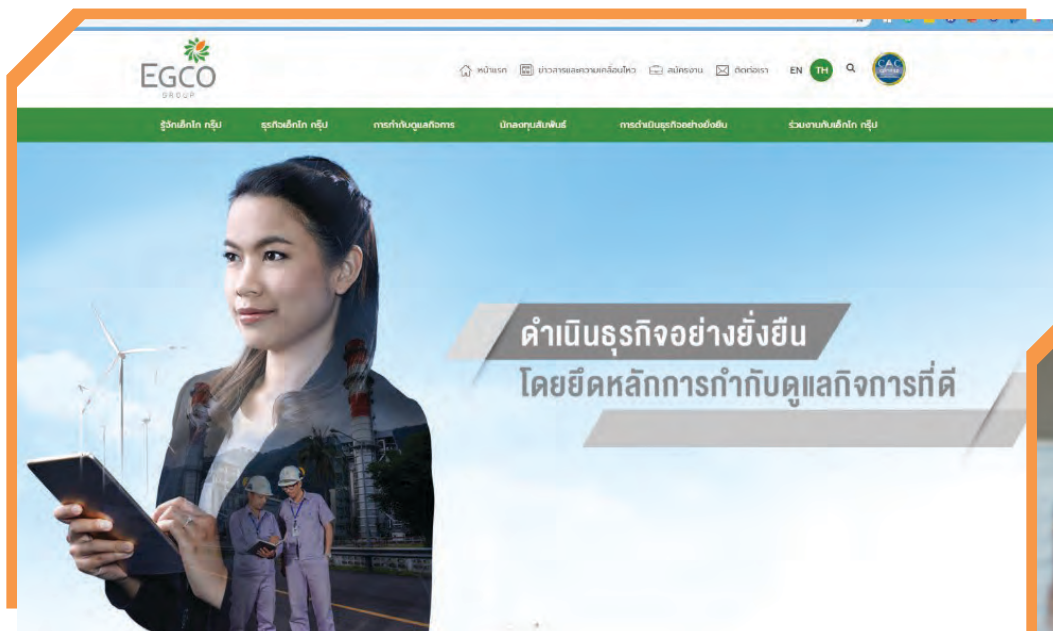 EGCO
GROUP
หน้าแรก ข่าวสารและความเคลื่อนไหว สมัครงาน ติดต่อเรา EN TH CAC
รู้จักเอ็กโก กรุ๊ป ธุรกิจเอ็กโก กรุ๊ป การกำกับดูแลกิจการ นักลงทุนสัมพันธ์ การดำเนินธุรกิจอย่างยั่งยืน ร่วมงานกับเอ็กโก กรุ๊ป
ดำเนินธุรกิจอย่างยั่งยืน
โดยยึดหลักการกำกับดูแลกิจการที่ดี